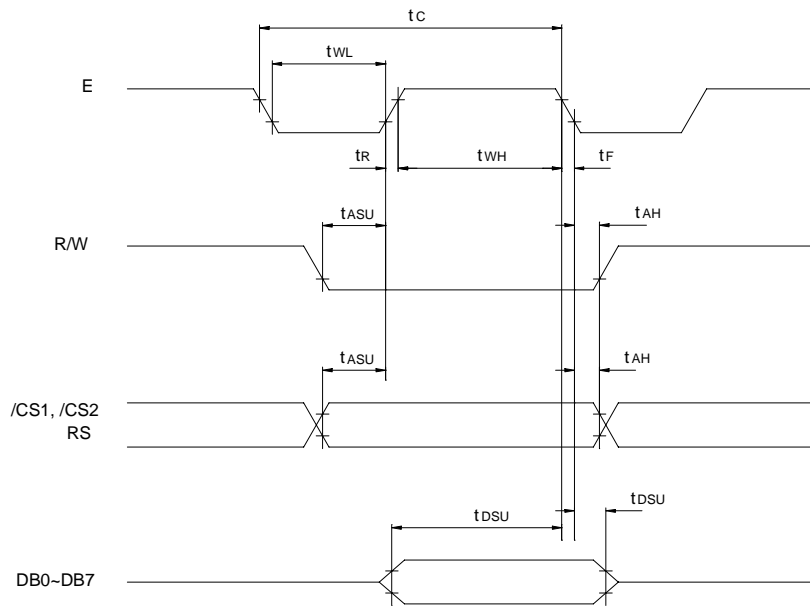 tC
tWL
E
tR
tWH
tF
tASU
tAH
R/W
tASU
tAH
/CS1, /CS2
RS
tDSU
tDSU
DB0~DB7